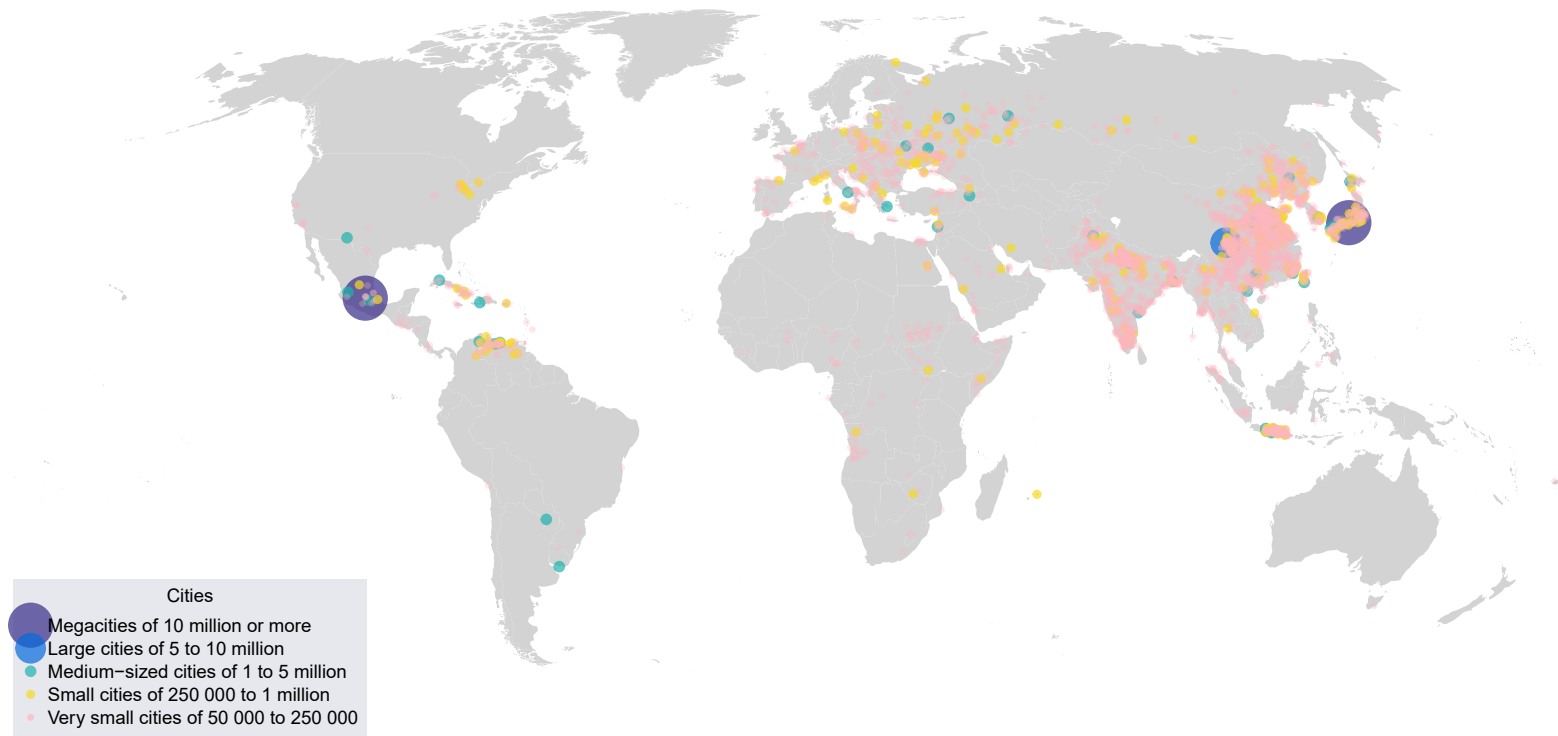 Cities
Megacities of 10 million or more
Large cities of 5 to 10 million
Medium−sized cities of 1 to 5 million
Small cities of 250 000 to 1 million
Very small cities of 50 000 to 250 000